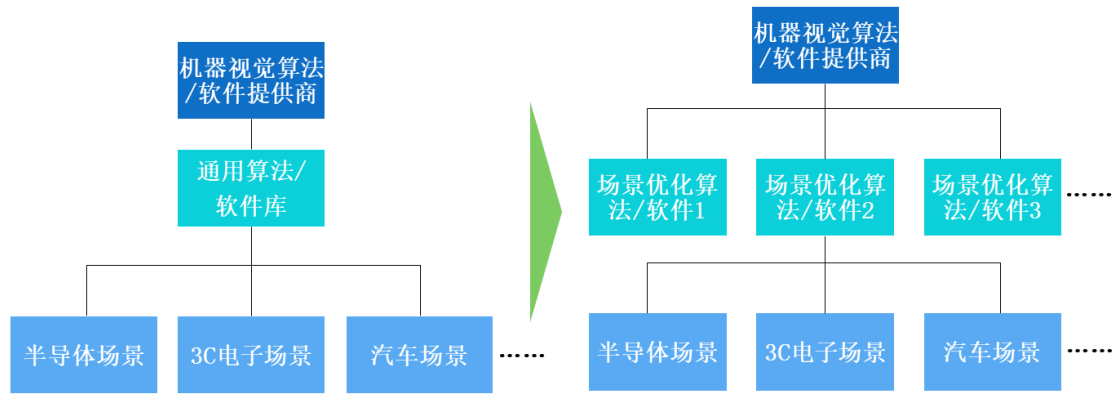 机器视觉算法
/软件提供商
通用算法/
软件库
半导体场景
3C电子场景
汽车场景
……
机器视觉算法
/软件提供商
场景优化算
法/软件1
场景优化算
法/软件2
场景优化算
法/软件3
……
半导体场景
3C电子场景
汽车场景
……